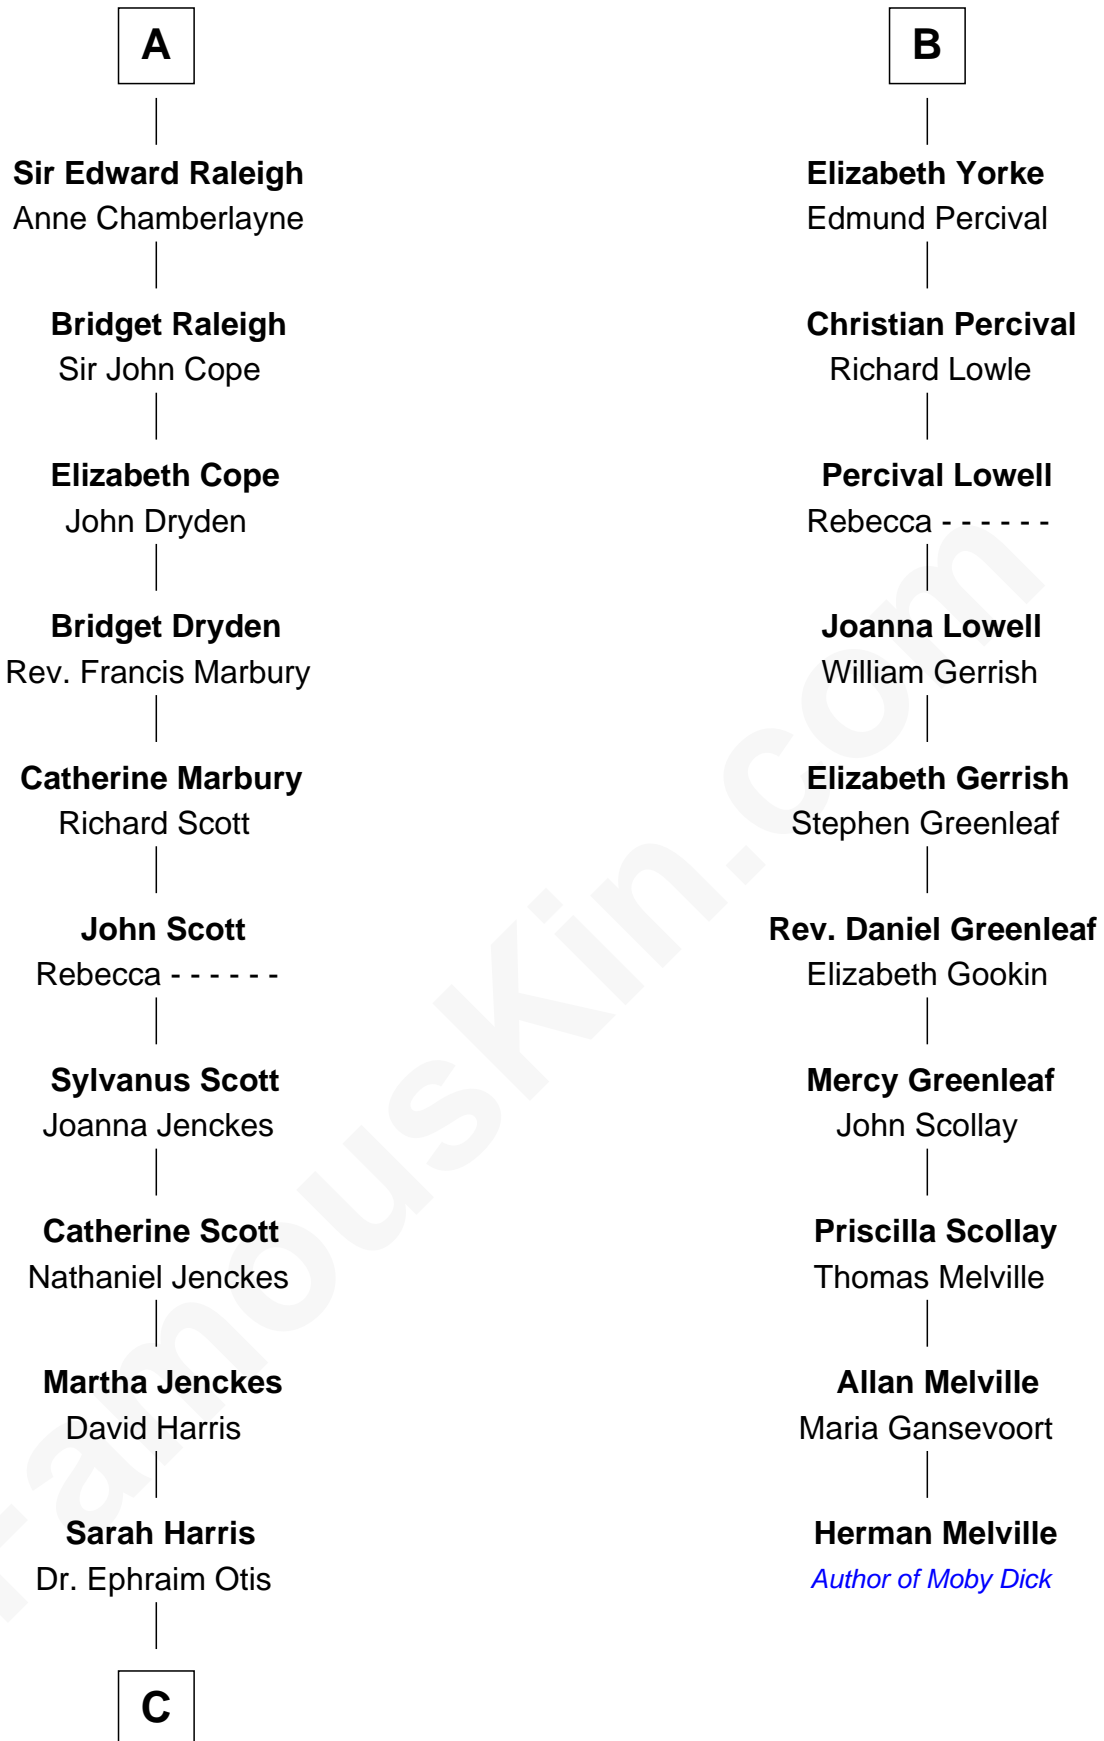 A
Sir Edward Raleigh
Anne Chamberlayne
Bridget Raleigh
Sir John Cope
Elizabeth Cope
John Dryden
Bridget Dryden
Rev. Francis Marbury
Catherine Marbury
Richard Scott
John Scott
Rebecca - - - - - -
Sylvanus Scott
Joanna Jenckes
Catherine Scott
Nathaniel Jenckes
Martha Jenckes
David Harris
Sarah Harris
Dr. Ephraim Otis
C
B
Elizabeth Yorke
Edmund Percival
Christian Percival
Richard Lowle
Percival Lowell
Rebecca - - - - - -
Joanna Lowell
William Gerrish
Elizabeth Gerrish
Stephen Greenleaf
Rev. Daniel Greenleaf
Elizabeth Gookin
Mercy Greenleaf
John Scollay
Priscilla Scollay
Thomas Melville
Allan Melville
Maria Gansevoort
Herman Melville
Author of Moby Dick
FamousKin.com